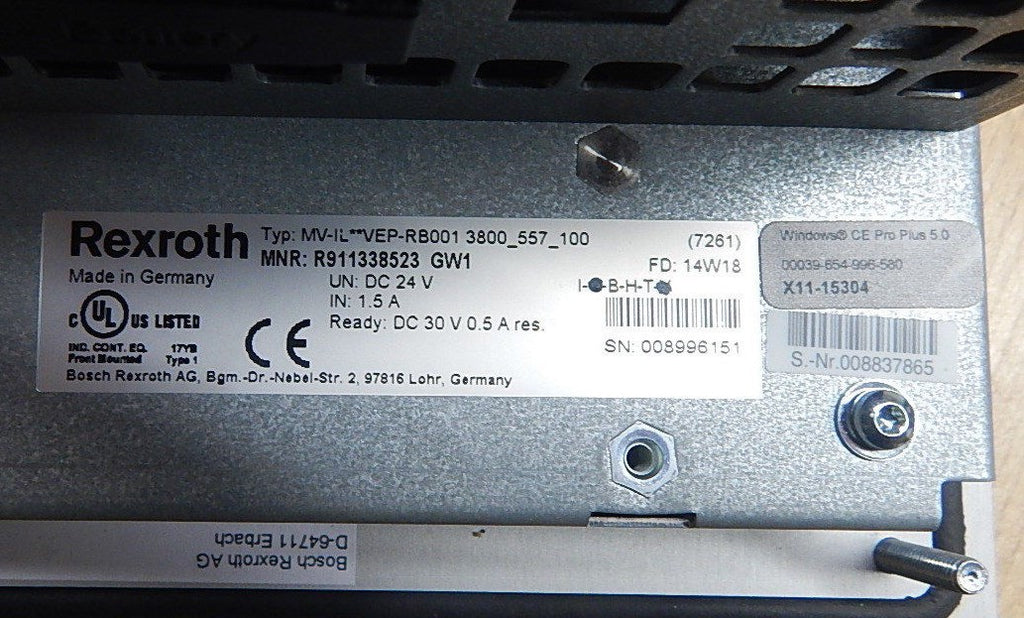 Rexroth
Typ: MV-IL**VEP-RB001 3800_557_100 (7261)
MNR: R911338523 GW1
FD: 14W18
Made in Germany
UN: DC 24 V
IN: 1.5 A
Ready: DC 30 V 0.5 A res.
B-H-T
SN: 008996151
C UL US LISTED
CE
IND. CONT. EQ. 17YB
Front Mounted Type 1
Bosch Rexroth AG, Bgm.-Dr.-Nebel-Str. 2, 97816 Lohr, Germany
Windows® CE Pro Plus 5.0
00039-654-996-580
X11-15304
S.-Nr.008837865
Bosch Rexroth AG
D-64711 Erbach